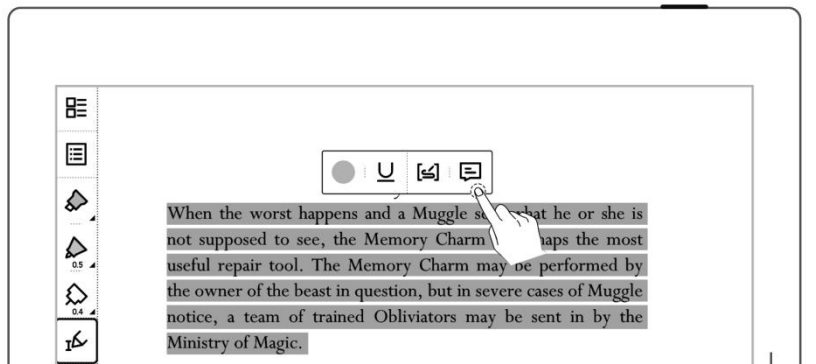 0.5
0.4
When the worst happens and a Muggle what he or she is
not supposed to see, the Memory Charm the most
useful repair tool. The Memory Charm may be performed by
the owner of the beast in question, but in severe cases of Muggle
notice, a team of trained Obliviators may be sent in by the
Ministry of Magic.